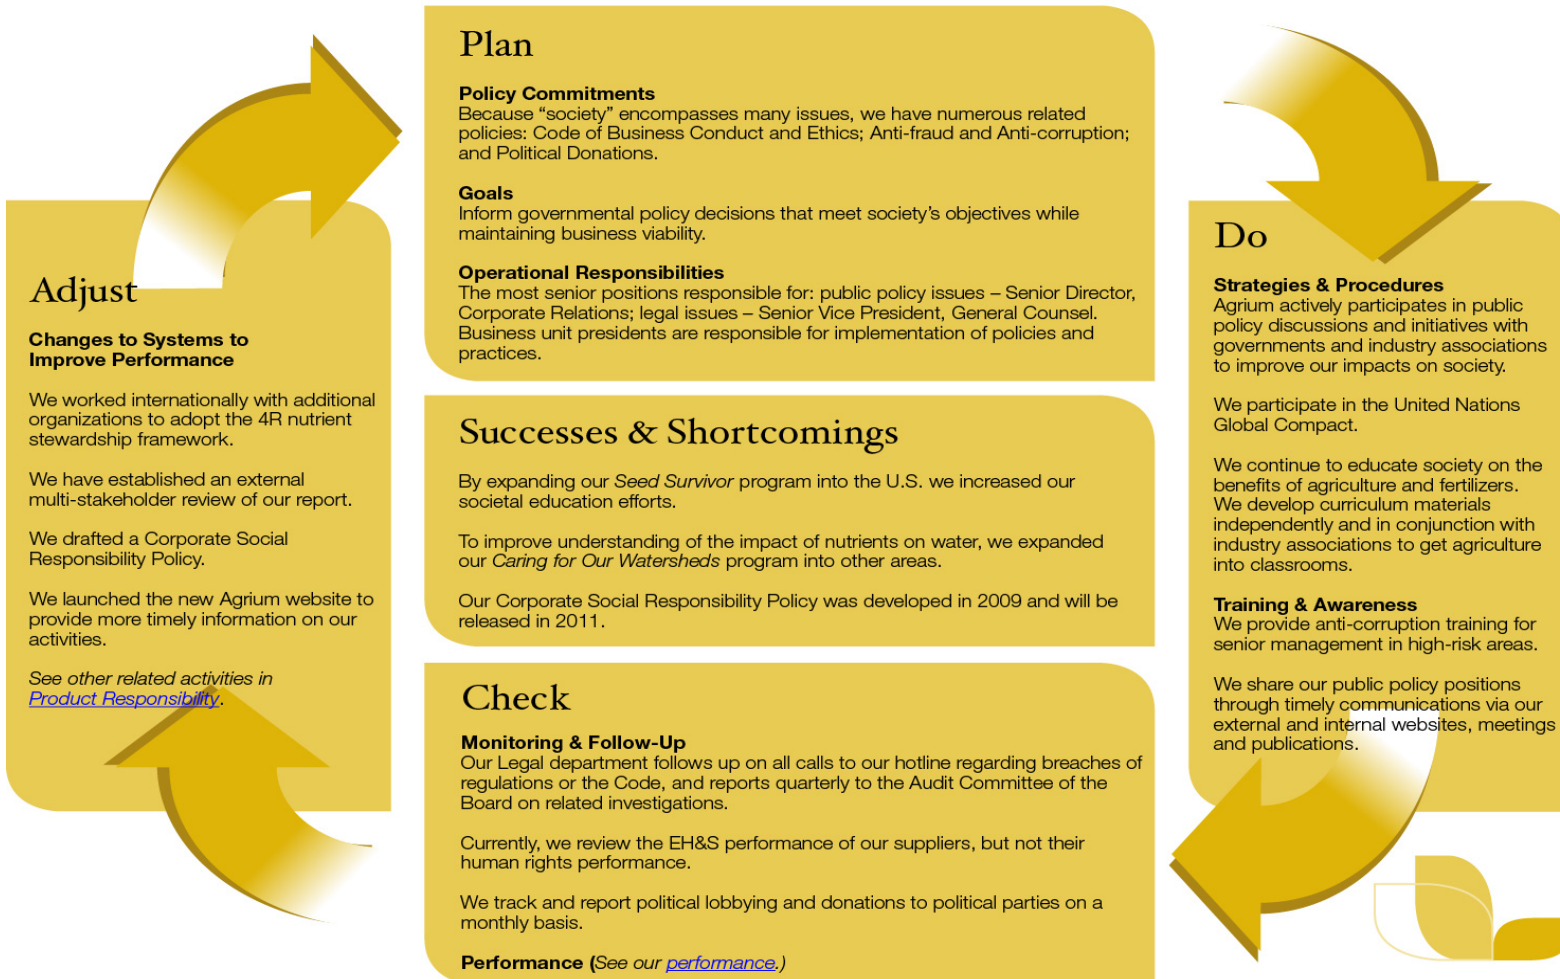 Plan
Policy Commitments
Because “society” encompasses many issues, we have numerous related
policies: Code of Business Conduct and Ethics; Anti-fraud and Anti-corruption;
and Political Donations.
Goals
Inform governmental policy decisions that meet society’s objectives while
maintaining business viability.
Operational Responsibilities
The most senior positions responsible for: public policy issues – Senior Director,
Corporate Relations; legal issues – Senior Vice President, General Counsel.
Business unit presidents are responsible for implementation of policies and
practices.
Do
Strategies & Procedures
Agrium actively participates in public
policy discussions and initiatives with
governments and industry associations
to improve our impacts on society.
We participate in the United Nations
Global Compact.
We continue to educate society on the
benefits of agriculture and fertilizers.
We develop curriculum materials
independently and in conjunction with
industry associations to get agriculture
into classrooms.
Training & Awareness
We provide anti-corruption training for
senior management in high-risk areas.
We share our public policy positions
through timely communications via our
external and internal websites, meetings
and publications.
Check
Monitoring & Follow-Up
Our Legal department follows up on all calls to our hotline regarding breaches of
regulations or the Code, and reports quarterly to the Audit Committee of the
Board on related investigations.
Currently, we review the EH&S performance of our suppliers, but not their
human rights performance.
We track and report political lobbying and donations to political parties on a
monthly basis.
Performance (See our performance.)
Adjust
Changes to Systems to
Improve Performance
We worked internationally with additional
organizations to adopt the 4R nutrient
stewardship framework.
We have established an external
multi-stakeholder review of our report.
We drafted a Corporate Social
Responsibility Policy.
We launched the new Agrium website to
provide more timely information on our
activities.
See other related activities in
Product Responsibility.
Successes & Shortcomings
By expanding our Seed Survivor program into the U.S. we increased our
societal education efforts.
To improve understanding of the impact of nutrients on water, we expanded
our Caring for Our Watersheds program into other areas.
Our Corporate Social Responsibility Policy was developed in 2009 and will be
released in 2011.